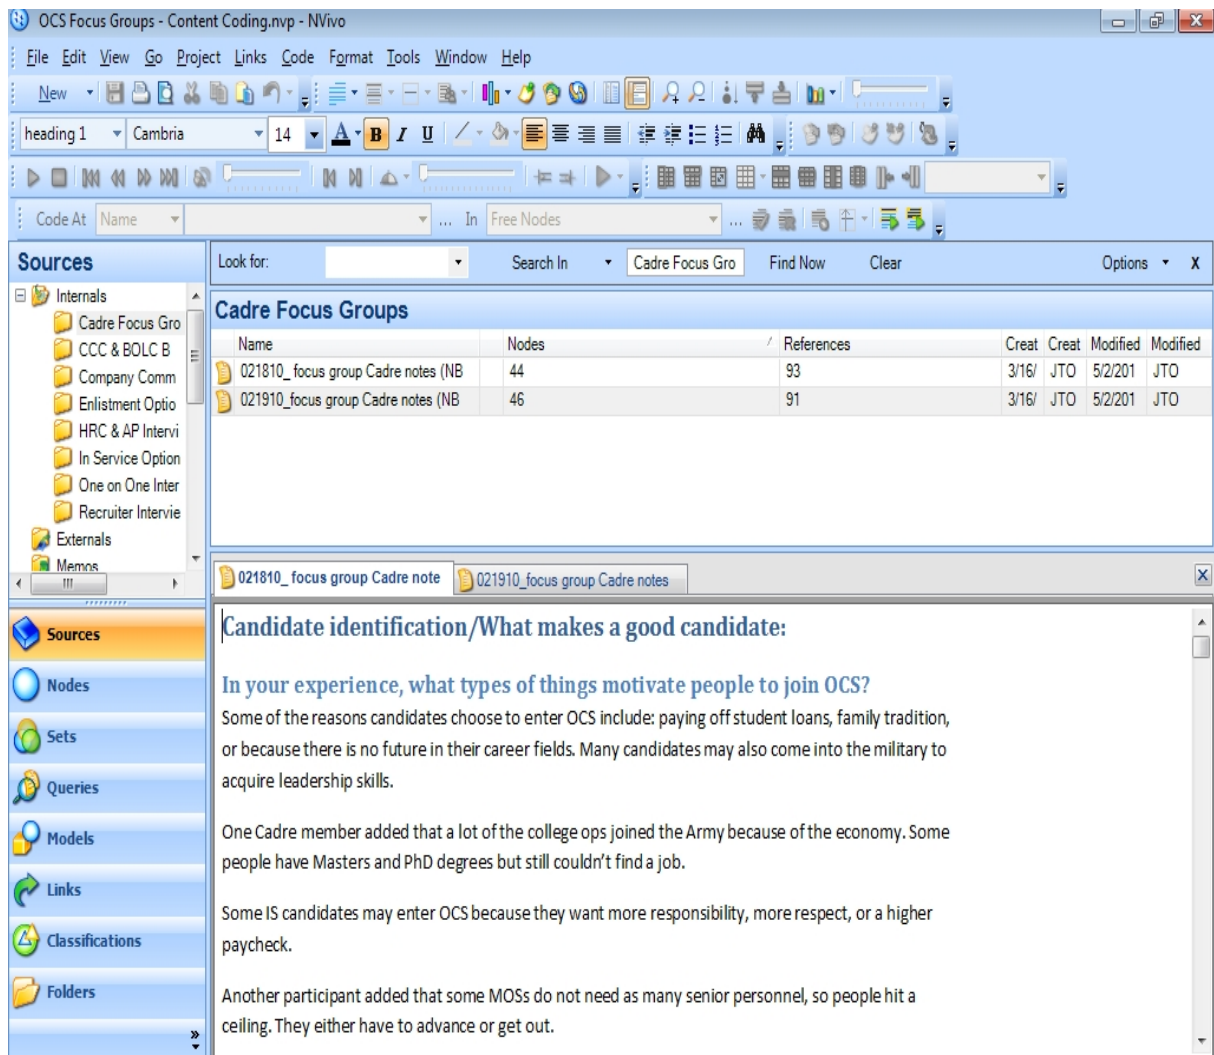 OCS Focus Groups - Content Coding.nvp - NVivo
File Edit View Go Project Links Code Format Tools Window Help
New
heading 1 Cambria 14 A B I U
Code At Name ... In Free Nodes ...
Sources
Look for: Search In Cadre Focus Gro Find Now Clear Options x
Internals
Cadre Focus Gro
CCC & BOLC B
Company Comm
Enlistment Optio
HRC & AP Intervi
In Service Option
One on One Inter
Recruiter Intervie
Externals
Memos
Cadre Focus Groups
Name Nodes References Creat Creat Modified Modified
021810_ focus group Cadre notes (NB 44 93 3/16/ JTO 5/2/201 JTO
021910_focus group Cadre notes (NB 46 91 3/16/ JTO 5/2/201 JTO
021810_ focus group Cadre note 021910_focus group Cadre notes
Sources
Nodes
Sets
Queries
Models
Links
Classifications
Folders
Candidate identification/What makes a good candidate:
In your experience, what types of things motivate people to join OCS?
Some of the reasons candidates choose to enter OCS include: paying off student loans, family tradition,
or because there is no future in their career fields. Many candidates may also come into the military to
acquire leadership skills.
One Cadre member added that a lot of the college ops joined the Army because of the economy. Some
people have Masters and PhD degrees but still couldn't find a job.
Some IS candidates may enter OCS because they want more responsibility, more respect, or a higher
paycheck.
Another participant added that some MOSs do not need as many senior personnel, so people hit a
ceiling. They either have to advance or get out.